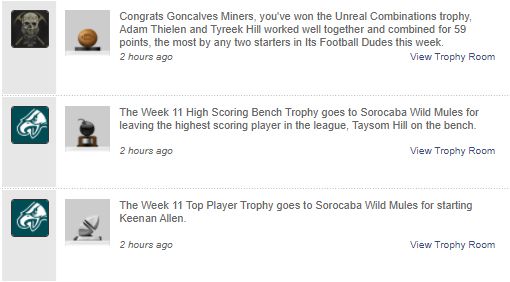 Congrats Goncalves Miners, you've won the Unreal Combinations trophy,
Adam Thielen and Tyreek Hill worked well together and combined for 59
points, the most by any two starters in Its Football Dudes this week.
2 hours ago View Trophy Room
The Week 11 High Scoring Bench Trophy goes to Sorocaba Wild Mules for
leaving the highest scoring player in the league, Taysom Hill on the bench.
2 hours ago View Trophy Room
The Week 11 Top Player Trophy goes to Sorocaba Wild Mules for starting
Keenan Allen.
2 hours ago View Trophy Room